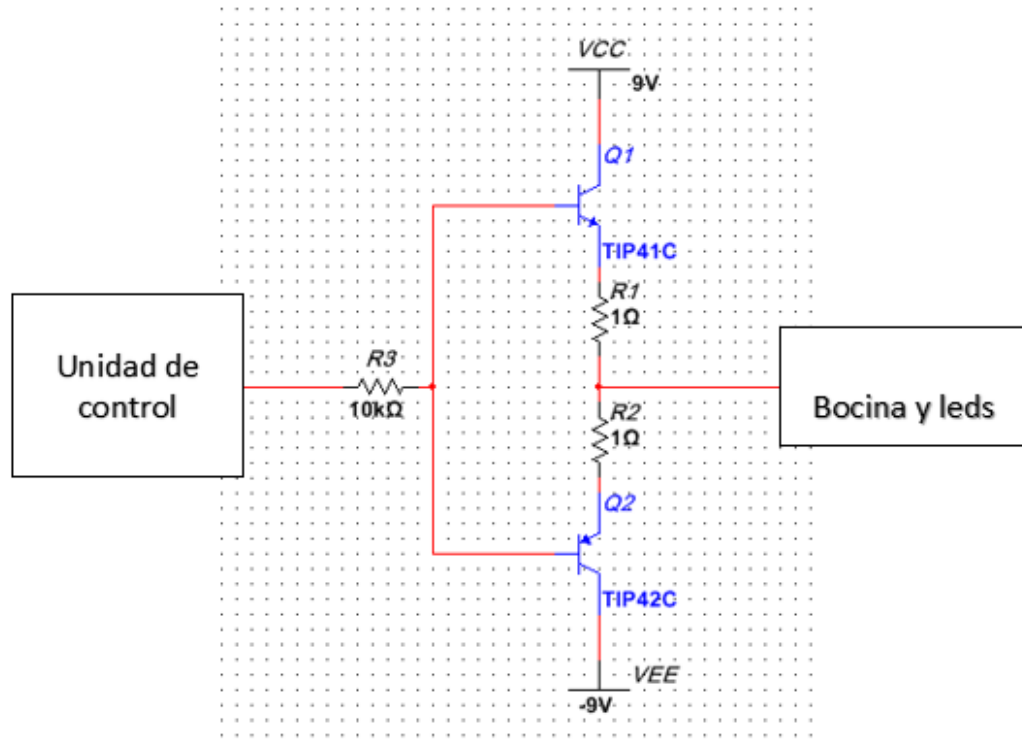 VCC
9V
Q1
TIP41C
R1
1Ω
Unidad de
control
R3
10kΩ
Bocina y leds
R2
1Ω
Q2
TIP42C
VEE
-9V